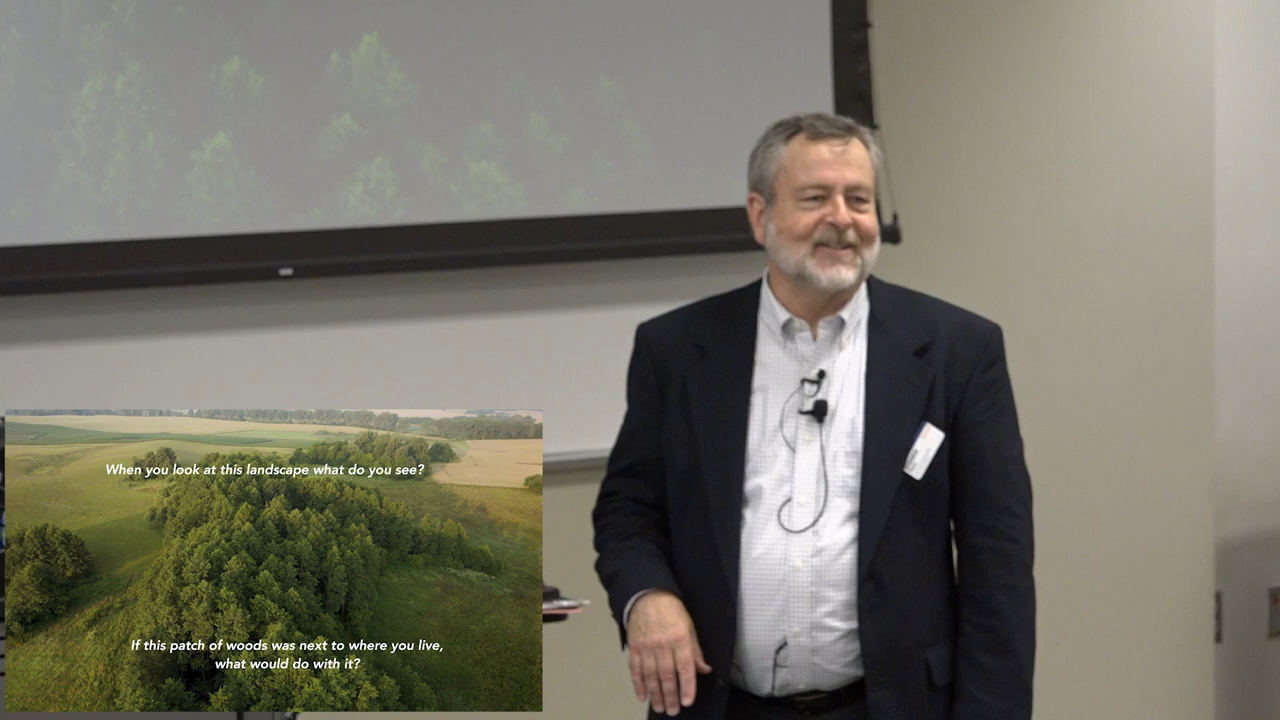 When you look at this landscape what do you see?
If this patch of woods was next to where you live,
what would do with it?